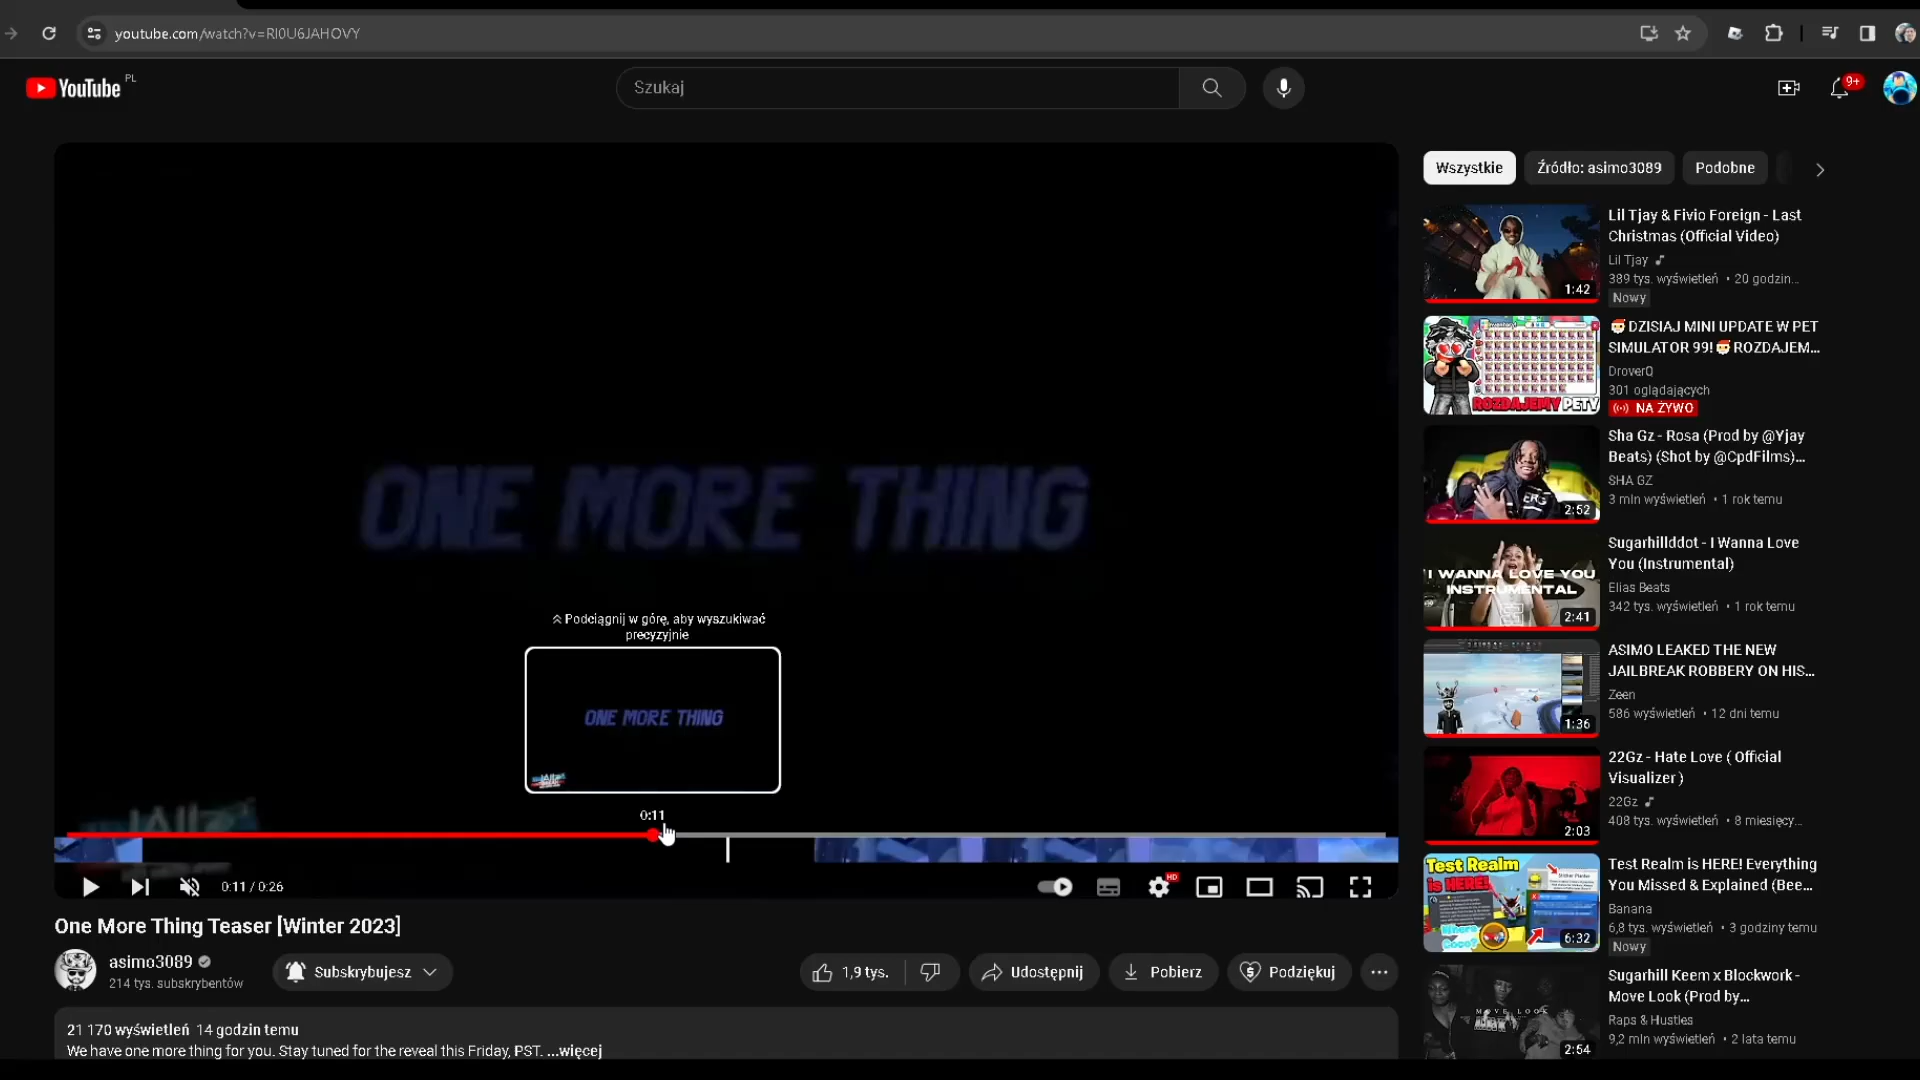 youtube.com/watch?v=RI0U6JAHOVY
YouTube PL
Szukaj
9+
ONE MORE THING
Podciągnij w górę, aby wyszukiwać
precyzyjnie
ONE MORE THING
0:11
0:11 / 0:26
HD
One More Thing Teaser [Winter 2023]
asimo3089
214 tys. subskrybentów
Subskrybujesz
1,9 tys.
Udostępnij
Pobierz
Podziękuj
21 170 wyświetleń 14 godzin temu
We have one more thing for you. Stay tuned for the reveal this Friday, PST. ...więcej
Wszystkie
Źródło: asimo3089
Podobne
Lil Tjay & Fivio Foreign - Last
Christmas (Official Video)
Lil Tjay
389 tys. wyświetleń • 20 godzin...
Nowy
1:42
DZISIAJ MINI UPDATE W PET
SIMULATOR 99! ROZDAJEM...
DroverQ
301 oglądających
NA ŻYWO
ROZDAJEMY PETY
Sha Gz - Rosa (Prod by @Yjay
Beats) (Shot by @CpdFilms)...
SHA GZ
3 mln wyświetleń • 1 rok temu
2:52
Sugarhillddot - I Wanna Love
You (Instrumental)
Elias Beats
342 tys. wyświetleń • 1 rok temu
I WANNA LOVE YOU
INSTRUMENTAL
2:41
ASIMO LEAKED THE NEW
JAILBREAK ROBBERY ON HIS...
Zeen
586 wyświetleń • 12 dni temu
1:36
22Gz - Hate Love ( Official
Visualizer )
22Gz
408 tys. wyświetleń • 8 miesięcy...
2:03
Test Realm is HERE! Everything
You Missed & Explained (Bee...
Banana
6,8 tys. wyświetleń • 3 godziny temu
Nowy
Test Realm
is HERE!
6:32
Sugarhill Keem x Blockwork -
Move Look (Prod by...
Raps & Hustles
9,2 mln wyświetleń • 2 lata temu
MOVE LOOK
2:54